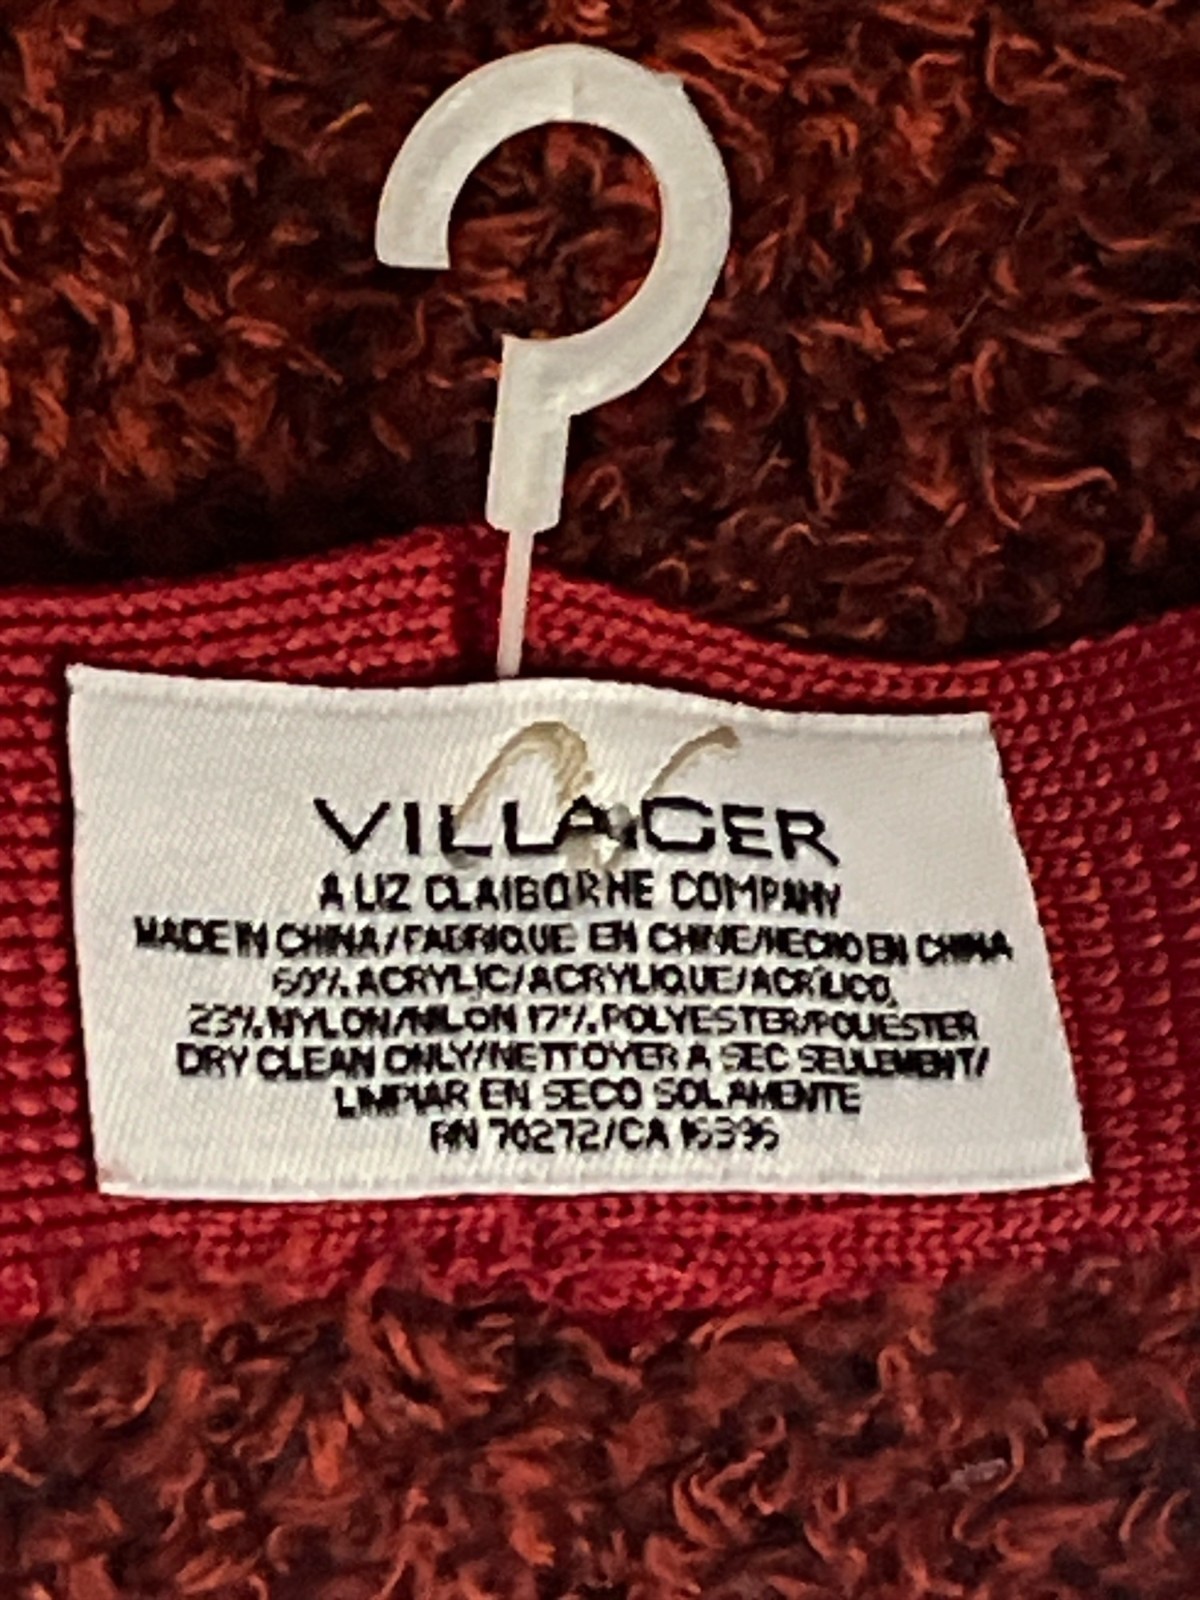 VILLAGER
A LIZ CLAIBORNE COMPANY
MADE IN CHINA/FABRIQUE EN CHINE/HECHO EN CHINA
60% ACRYLIC/ACRYLIQUE/ACRILICO,
23% NYLON/NILON 17% POLYESTER/POLIESTER
DRY CLEAN ONLY/NETTOYER A SEC SEULEMENT/
LIMPIAR EN SECO SOLAMENTE
RN 70272/CA 16396